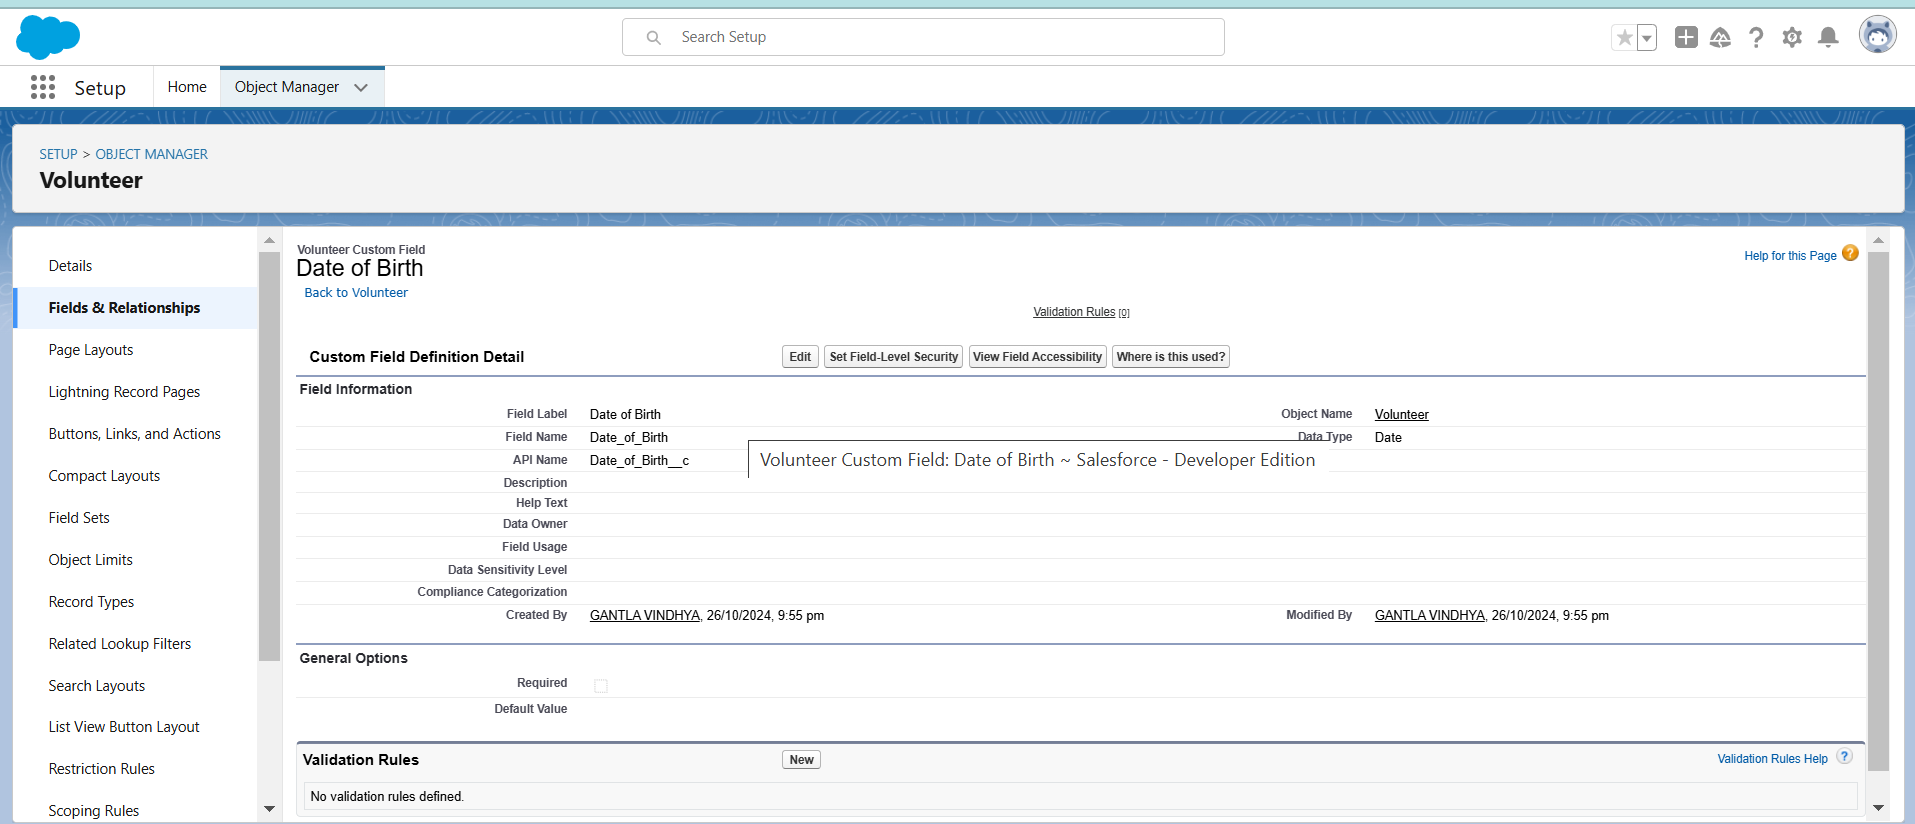 Search Setup
Setup
Home
Object Manager
SETUP > OBJECT MANAGER
Volunteer
Details
Fields & Relationships
Page Layouts
Lightning Record Pages
Buttons, Links, and Actions
Compact Layouts
Field Sets
Object Limits
Record Types
Related Lookup Filters
Search Layouts
List View Button Layout
Restriction Rules
Scoping Rules
Volunteer Custom Field
Date of Birth
Back to Volunteer
Help for this Page
Validation Rules [0]
Custom Field Definition Detail
Edit
Set Field-Level Security
View Field Accessibility
Where is this used?
Field Information
Field Label Date of Birth Object Name Volunteer
Field Name Date_of_Birth Data Type Date
API Name Date_of_Birth__c
Volunteer Custom Field: Date of Birth ~ Salesforce - Developer Edition
Description
Help Text
Data Owner
Field Usage
Data Sensitivity Level
Compliance Categorization
Created By GANTLA VINDHYA, 26/10/2024, 9:55 pm Modified By GANTLA VINDHYA, 26/10/2024, 9:55 pm
General Options
Required
Default Value
Validation Rules
New
Validation Rules Help ?
No validation rules defined.